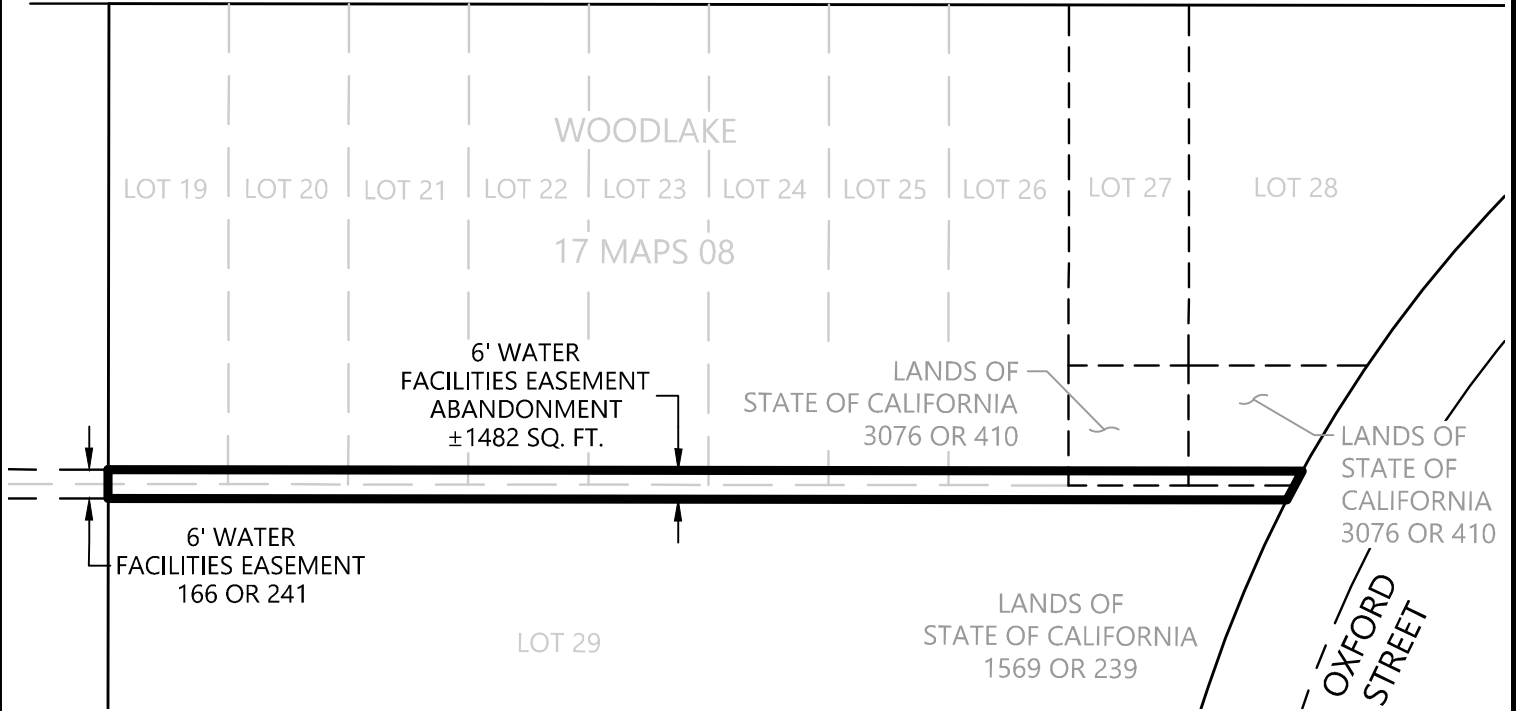 WOODLAKE
LOT 19
LOT 20
LOT 21
LOT 22
LOT 23
LOT 24
LOT 25
LOT 26
LOT 27
LOT 28
17 MAPS 08
6' WATER
FACILITIES EASEMENT
ABANDONMENT
±1482 SQ. FT.
LANDS OF
STATE OF CALIFORNIA
3076 OR 410
LANDS OF
STATE OF
CALIFORNIA
3076 OR 410
6' WATER
FACILITIES EASEMENT
166 OR 241
LOT 29
LANDS OF
STATE OF CALIFORNIA
1569 OR 239
OXFORD
STREET